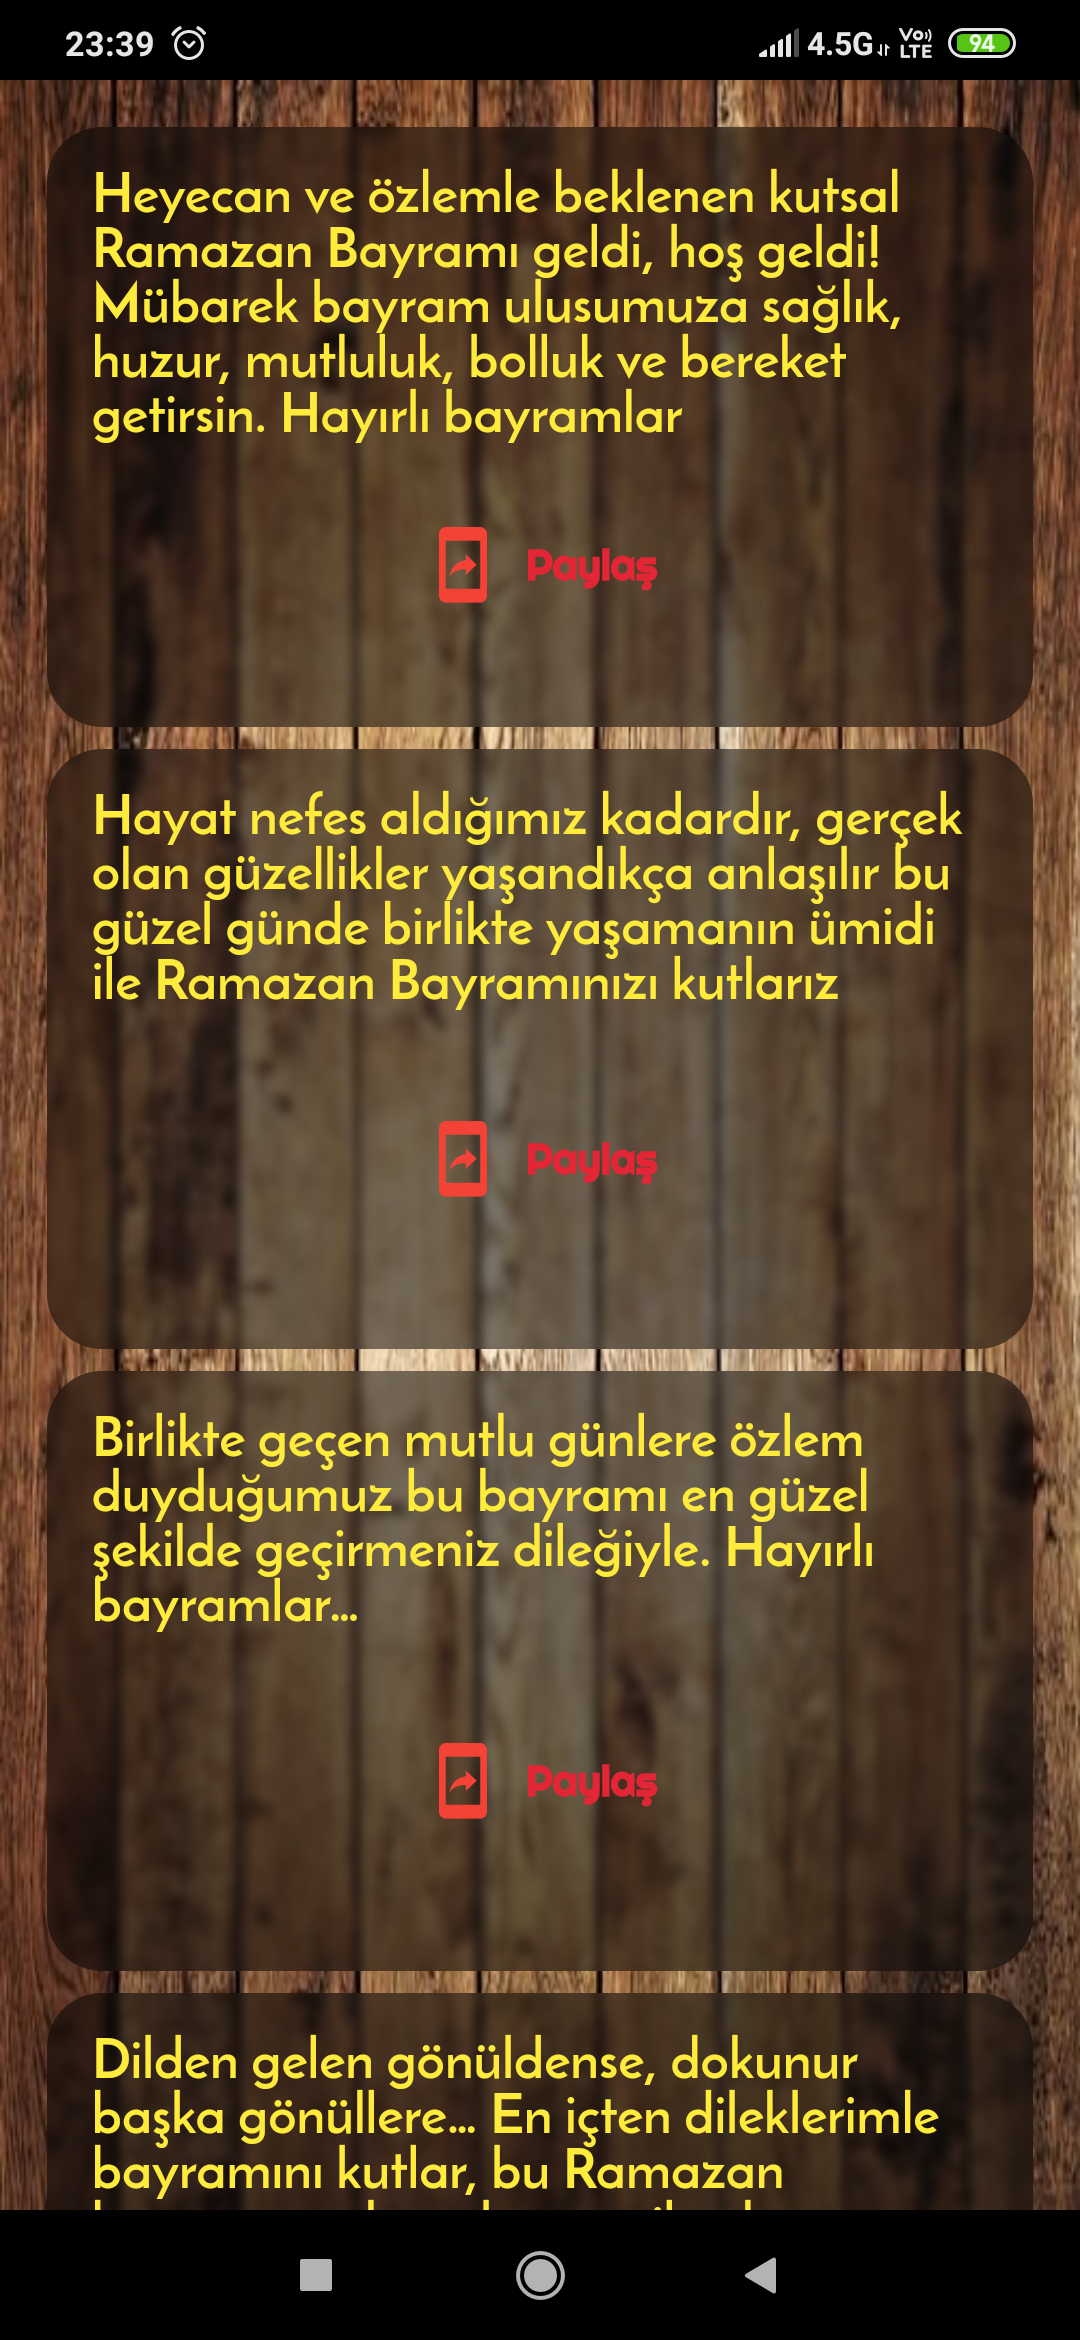 23:39
4.5G
Vo))
LTE
94
Heyecan ve özlemle beklenen kutsal
Ramazan Bayramı geldi, hoş geldi!
Mübarek bayram ulusumuza sağlık,
huzur, mutluluk, bolluk ve bereket
getirsin. Hayırlı bayramlar
Paylaş
Hayat nefes aldığımız kadardır, gerçek
olan güzellikler yaşandıkça anlaşılır bu
güzel günde birlikte yaşamanın ümidi
ile Ramazan Bayramınızı kutlarız
Paylaş
Birlikte geçen mutlu günlere özlem
duyduğumuz bu bayramı en güzel
şekilde geçirmeniz dileğiyle. Hayırlı
bayramlar...
Paylaş
Dilden gelen gönüldense, dokunur
başka gönüllere... En içten dileklerimle
bayramını kutlar, bu Ramazan